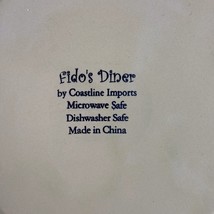 Fido's Diner
by Coastline Imports
Microwave Safe
Dishwasher Safe
Made in China